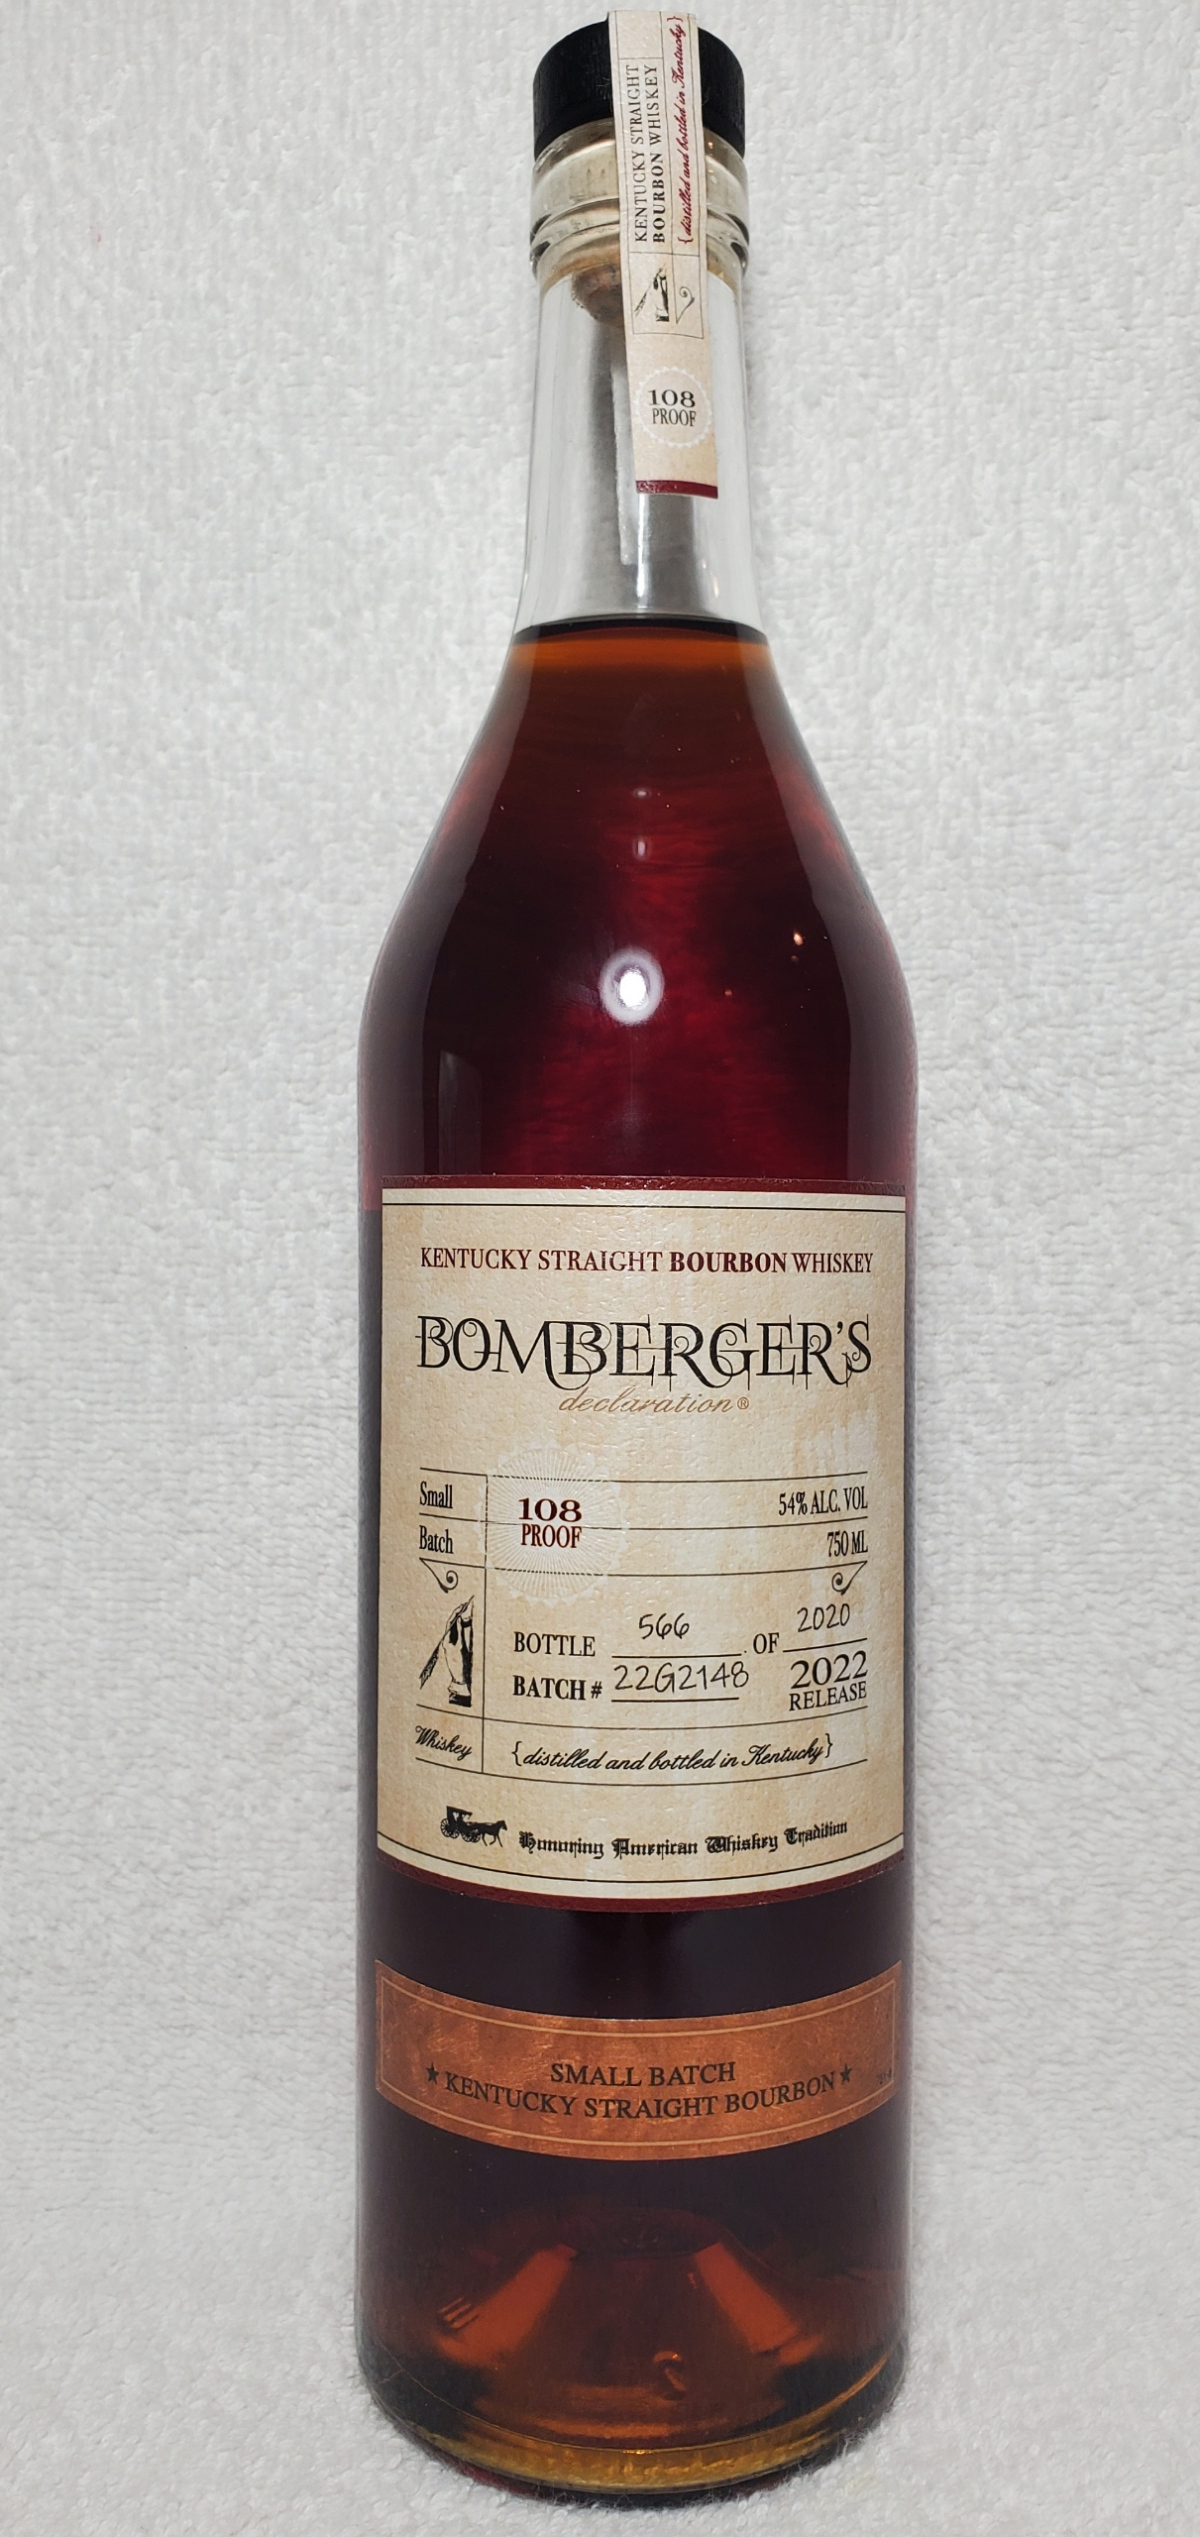 KENTUCKY STRAIGHT
BOURBON WHISKEY
{distilled and bottled in Kentucky}
108
PROOF
KENTUCKY STRAIGHT BOURBON WHISKEY
BOMBERGER'S
declaration®
Small
Batch
108
PROOF
54% ALC. VOL
750 ML
BOTTLE 566 OF 2020
BATCH # 22G2148
2022
RELEASE
Whiskey
{distilled and bottled in Kentucky}
Honoring American Whiskey Tradition
SMALL BATCH
★ KENTUCKY STRAIGHT BOURBON ★